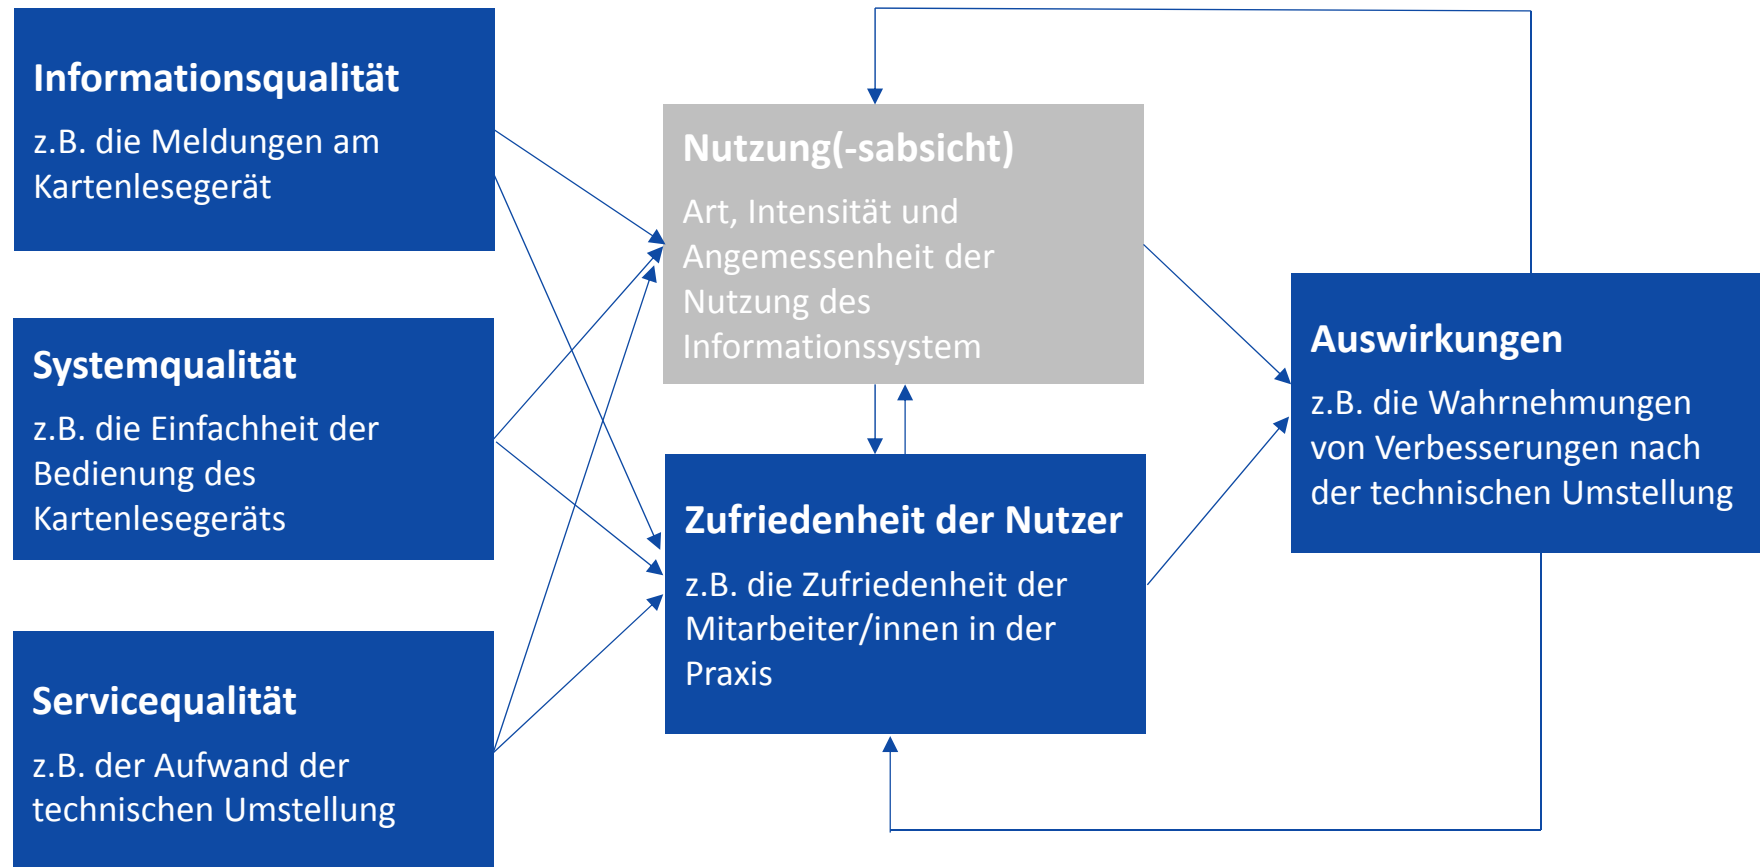 Informationsqualität
z.B. die Meldungen am
Kartenlesegerät
Systemqualität
z.B. die Einfachheit der
Bedienung des
Kartenlesegeräts
Servicequalität
z.B. der Aufwand der
technischen Umstellung
Nutzung(-sabsicht)
Art, Intensität und
Angemessenheit der
Nutzung des
Informationssystem
Zufriedenheit der Nutzer
z.B. die Zufriedenheit der
Mitarbeiter/innen in der
Praxis
Auswirkungen
z.B. die Wahrnehmungen
von Verbesserungen nach
der technischen Umstellung